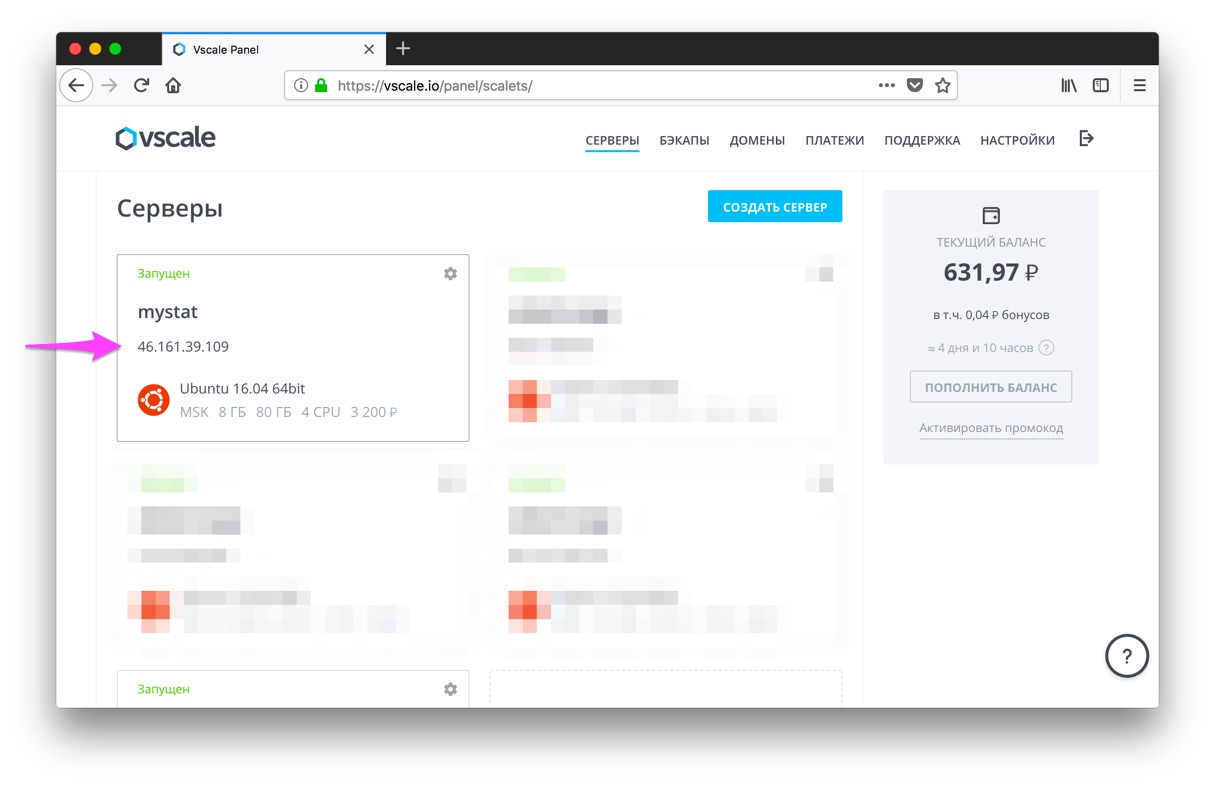 Vscale Panel
https://vscale.io/panel/scalets/
vscale
СЕРВЕРЫ БЭКАПЫ ДОМЕНЫ ПЛАТЕЖИ ПОДДЕРЖКА НАСТРОЙКИ
Серверы
СОЗДАТЬ СЕРВЕР
Запущен
mystat
46.161.39.109
Ubuntu 16.04 64bit
MSK 8 ГБ 80 ГБ 4 CPU 3 200 ₽
ТЕКУЩИЙ БАЛАНС
631,97 ₽
в т.ч. 0,04 ₽ бонусов
≈ 4 дня и 10 часов ?
ПОПОЛНИТЬ БАЛАНС
Активировать промокод
Запущен
?